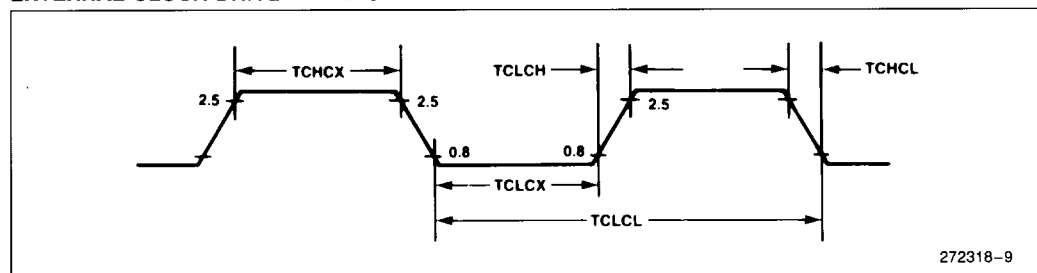 TCHCX
TCLCH
TCHCL
2.5
2.5
2.5
0.8
0.8
TCLCX
TCLCL
272318–9